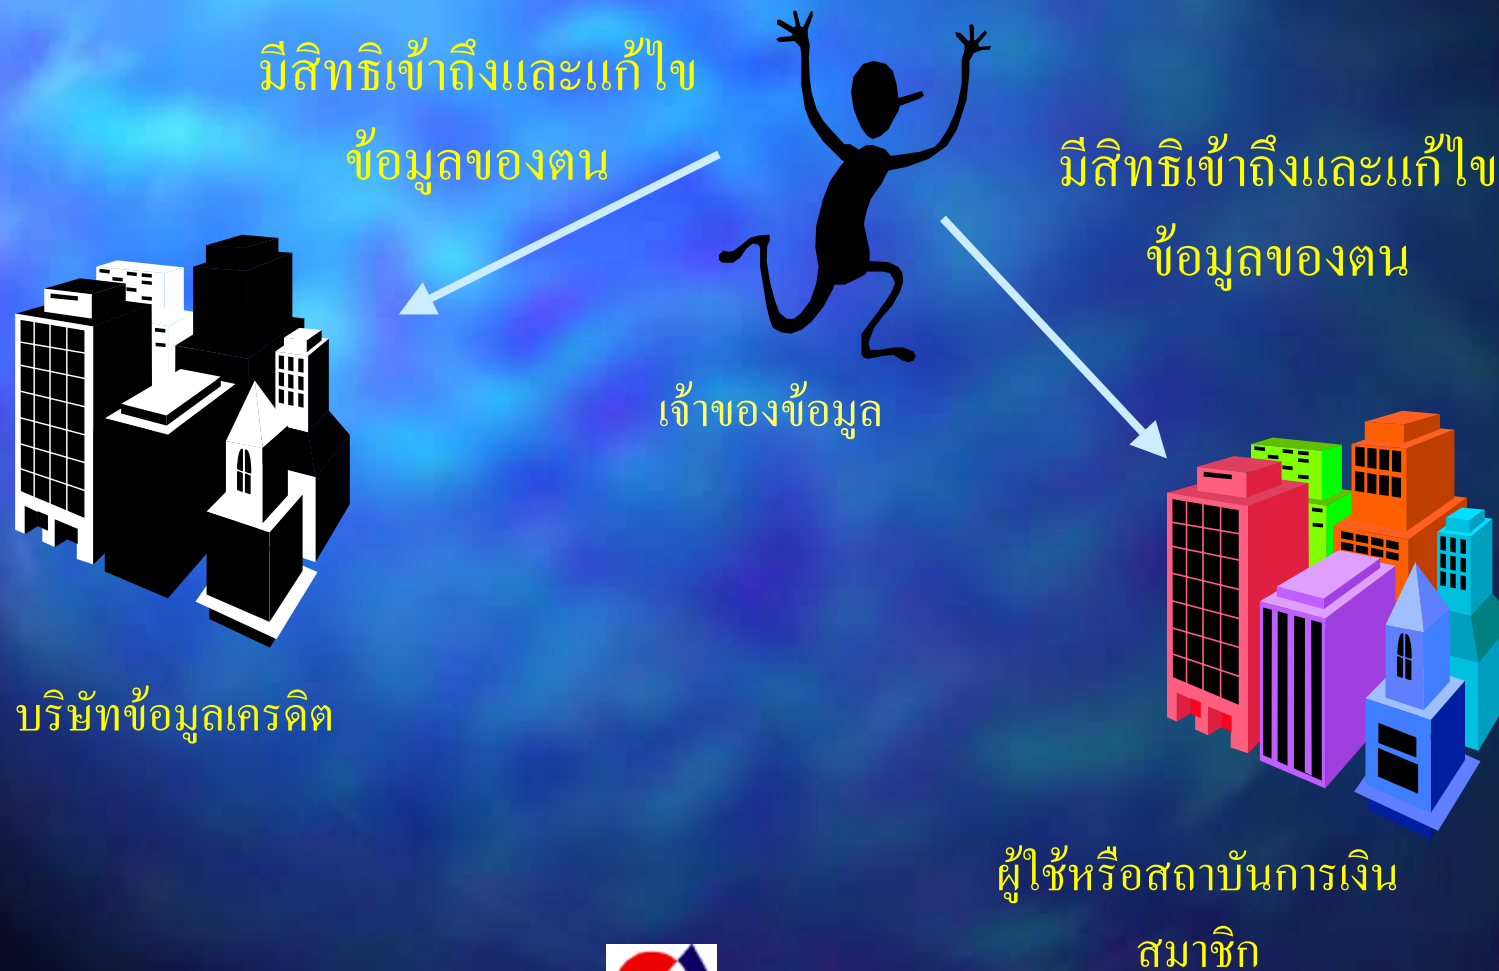 มีสิทธิเข้าถึงและแก้ไข
ข้อมูลของตน
มีสิทธิเข้าถึงและแก้ไข
ข้อมูลของตน
เจ้าของข้อมูล
บริษัทข้อมูลเครดิต
ผู้ใช้หรือสถาบันการเงิน
สมาชิก